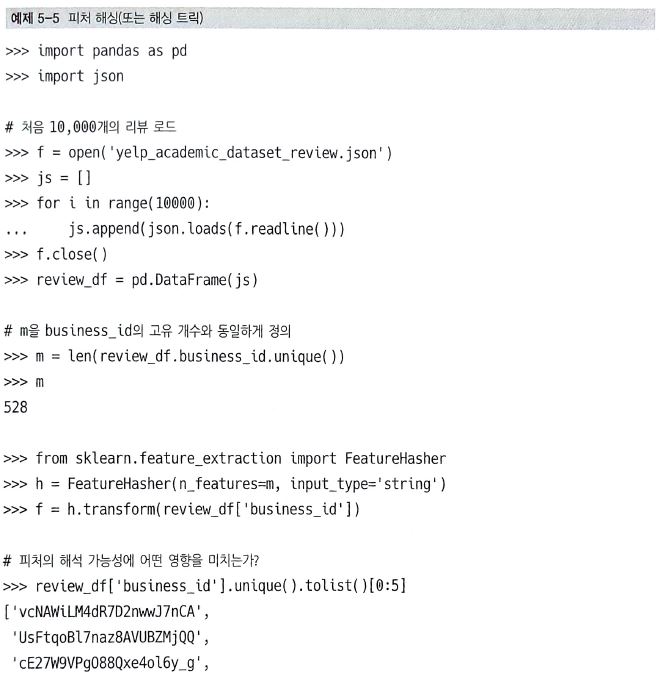 예제 5-5 피처 해싱(또는 해싱 트릭)
>>> import pandas as pd
>>> import json
# 처음 10,000개의 리뷰 로드
>>> f = open('yelp_academic_dataset_review.json')
>>> js = []
>>> for i in range(10000):
...     js.append(json.loads(f.readline()))
>>> f.close()
>>> review_df = pd.DataFrame(js)
# m을 business_id의 고유 개수와 동일하게 정의
>>> m = len(review_df.business_id.unique())
>>> m
528
>>> from sklearn.feature_extraction import FeatureHasher
>>> h = FeatureHasher(n_features=m, input_type='string')
>>> f = h.transform(review_df['business_id'])
# 피처의 해석 가능성에 어떤 영향을 미치는가?
>>> review_df['business_id'].unique().tolist()[0:5]
['vcNAWiLM4dR7D2nwwJ7nCA',
 'UsFtqoBl7naz8AVUBZMjQQ',
 'cE27W9VPgO88Qxe4ol6y_g',